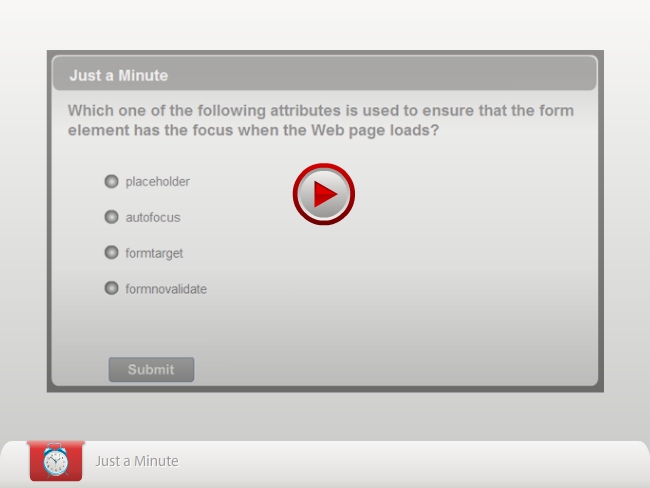 Just a Minute
Which one of the following attributes is used to ensure that the form
element has the focus when the Web page loads?
placeholder
autofocus
formtarget
formnovalidate
Submit
Just a Minute